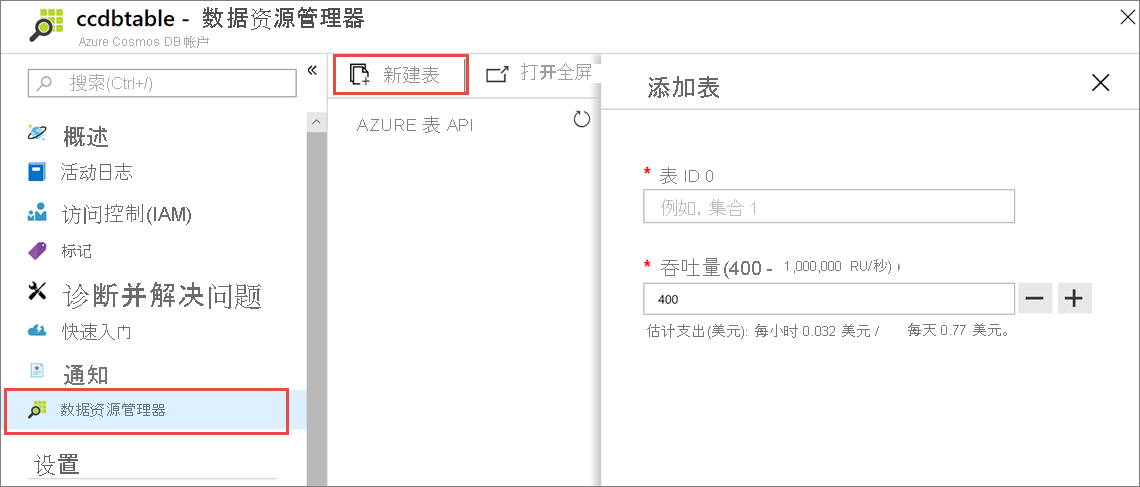 ccdbtable - 数据资源管理器
Azure Cosmos DB 帐户
搜索(Ctrl+/)
概述
活动日志
访问控制(IAM)
标记
诊断并解决问题
快速入门
通知
数据资源管理器
设置
新建表
打开全屏
AZURE 表 API
添加表
* 表 ID 0
例如, 集合 1
* 吞吐量(400 - 1,000,000 RU/秒)
400
估计支出(美元): 每小时 0.032 美元 / 每天 0.77 美元。